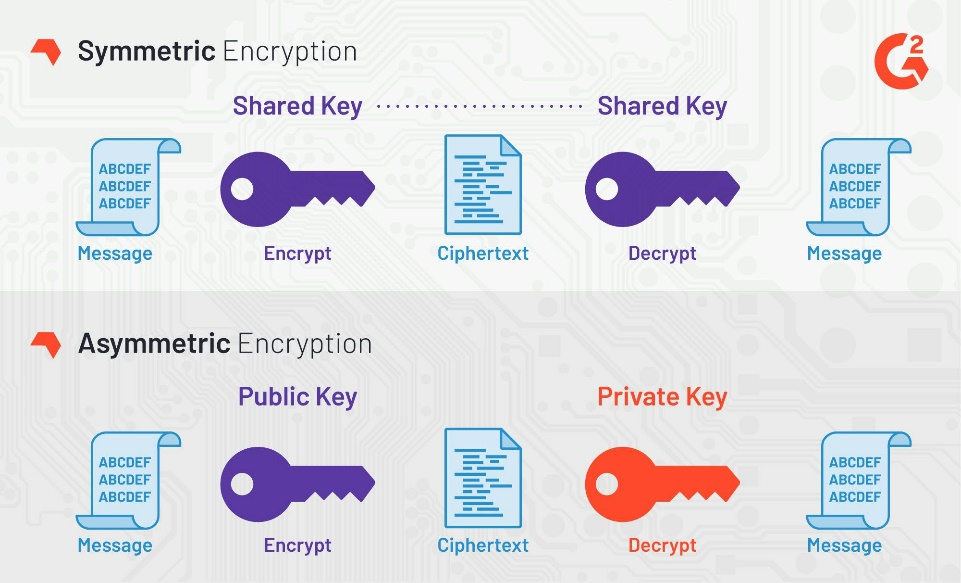 Symmetric Encryption
G2
Shared Key Shared Key
ABCDEF
ABCDEF
ABCDEF
ABCDEF
ABCDEF
ABCDEF
Message Encrypt Ciphertext Decrypt Message
Asymmetric Encryption
Public Key Private Key
ABCDEF
ABCDEF
ABCDEF
ABCDEF
ABCDEF
ABCDEF
Message Encrypt Ciphertext Decrypt Message